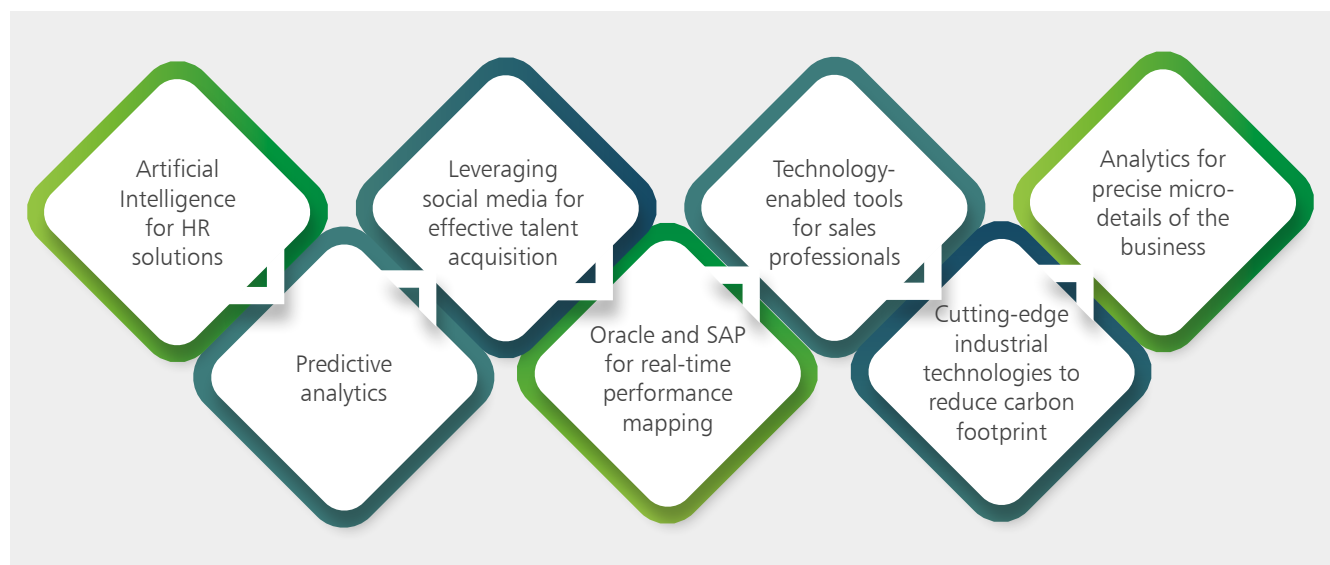 Artificial
Intelligence
for HR
solutions
Predictive
analytics
Leveraging
social media for
effective talent
acquisition
Oracle and SAP
for real-time
performance
mapping
Technology-
enabled tools
for sales
professionals
Cutting-edge
industrial
technologies to
reduce carbon
footprint
Analytics for
precise micro-
details of the
business